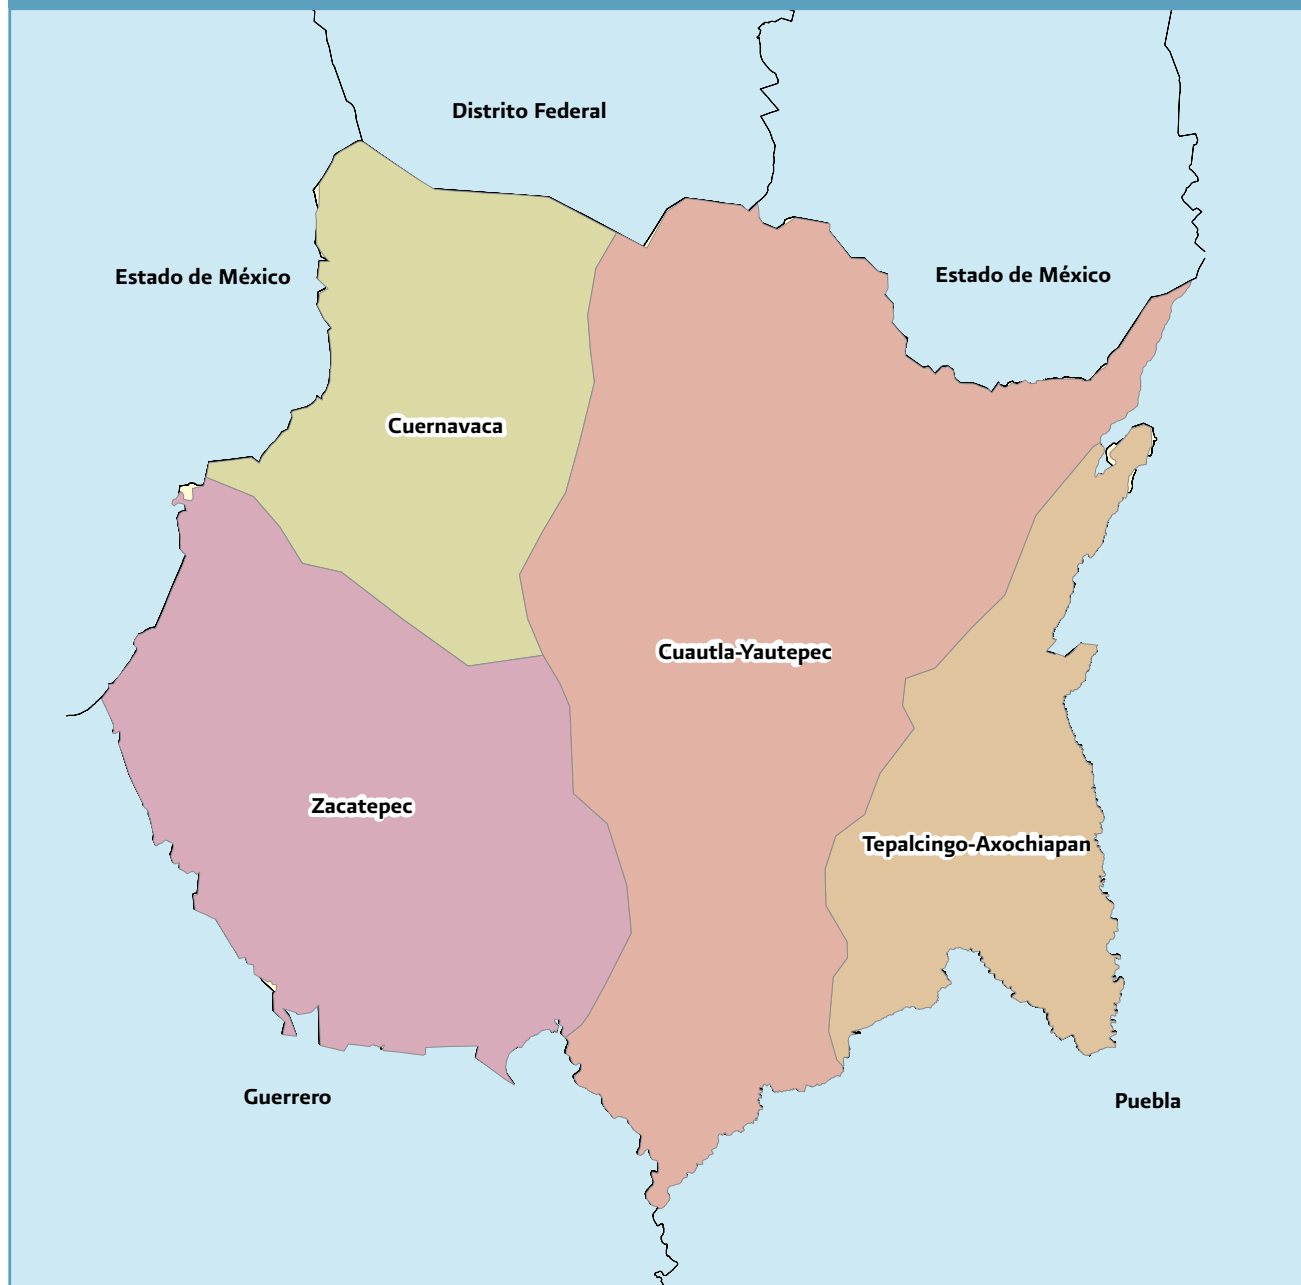 Distrito Federal
Estado de México
Estado de México
Cuernavaca
Cuautla-Yautepec
Zacatepec
Tepalcingo-Axochiapan
Guerrero
Puebla